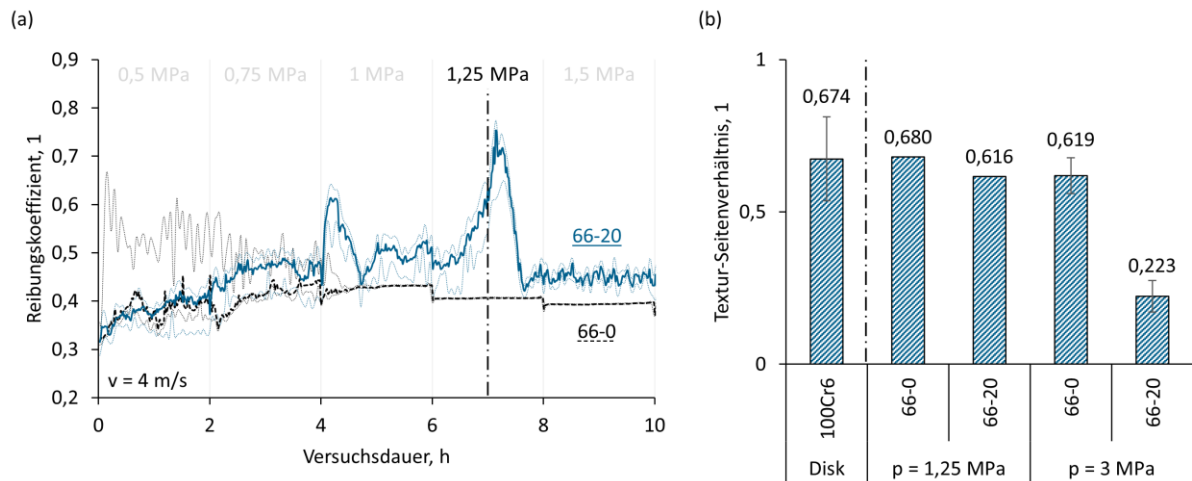 (a)
Reibungskoeffizient, 1
0,9
0,8
0,7
0,6
0,5
0,4
0,3
0,2
0,5 MPa
0,75 MPa
1 MPa
1,25 MPa
1,5 MPa
66-20
66-0
v = 4 m/s
0
2
4
6
8
10
Versuchsdauer, h
(b)
Textur-Seitenverhältnis, 1
1
0,5
0
0,674
0,680
0,616
0,619
0,223
100Cr6
66-0
66-20
66-0
66-20
Disk
p = 1,25 MPa
p = 3 MPa